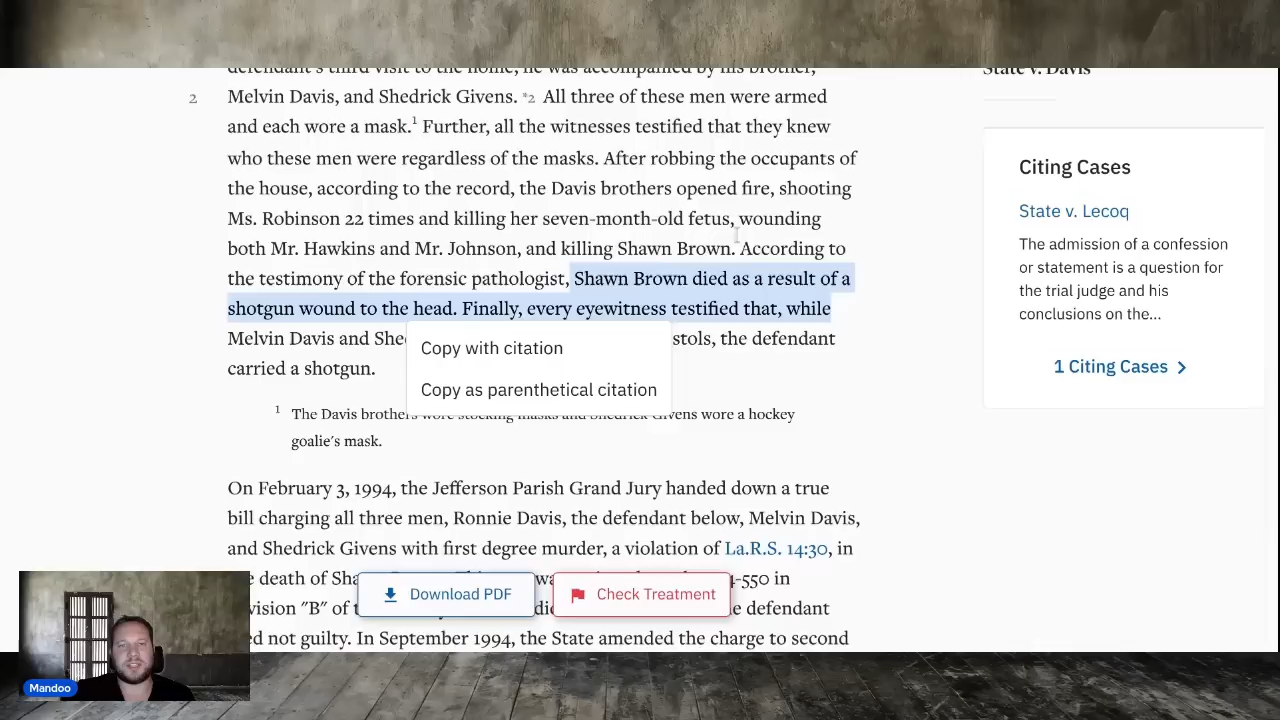 defendant's third visit to the home, he was accompanied by his brother,
2 Melvin Davis, and Shedrick Givens. *2 All three of these men were armed
and each wore a mask.1 Further, all the witnesses testified that they knew
who these men were regardless of the masks. After robbing the occupants of
the house, according to the record, the Davis brothers opened fire, shooting
Ms. Robinson 22 times and killing her seven-month-old fetus, wounding
both Mr. Hawkins and Mr. Johnson, and killing Shawn Brown. According to
the testimony of the forensic pathologist, Shawn Brown died as a result of a
shotgun wound to the head. Finally, every eyewitness testified that, while
Melvin Davis and She stols, the defendant
carried a shotgun.
Copy with citation
Copy as parenthetical citation
1 The Davis brothers wore stocking masks and Shedrick Givens wore a hockey
goalie's mask.
On February 3, 1994, the Jefferson Parish Grand Jury handed down a true
bill charging all three men, Ronnie Davis, the defendant below, Melvin Davis,
and Shedrick Givens with first degree murder, a violation of La.R.S. 14:30, in
death of Sha 4-550 in
vision "B" of t defendant
ed not guilty. In September 1994, the State amended the charge to second
Download PDF
Check Treatment
State v. Davis
Citing Cases
State v. Lecoq
The admission of a confession
or statement is a question for
the trial judge and his
conclusions on the...
1 Citing Cases
Mandoo